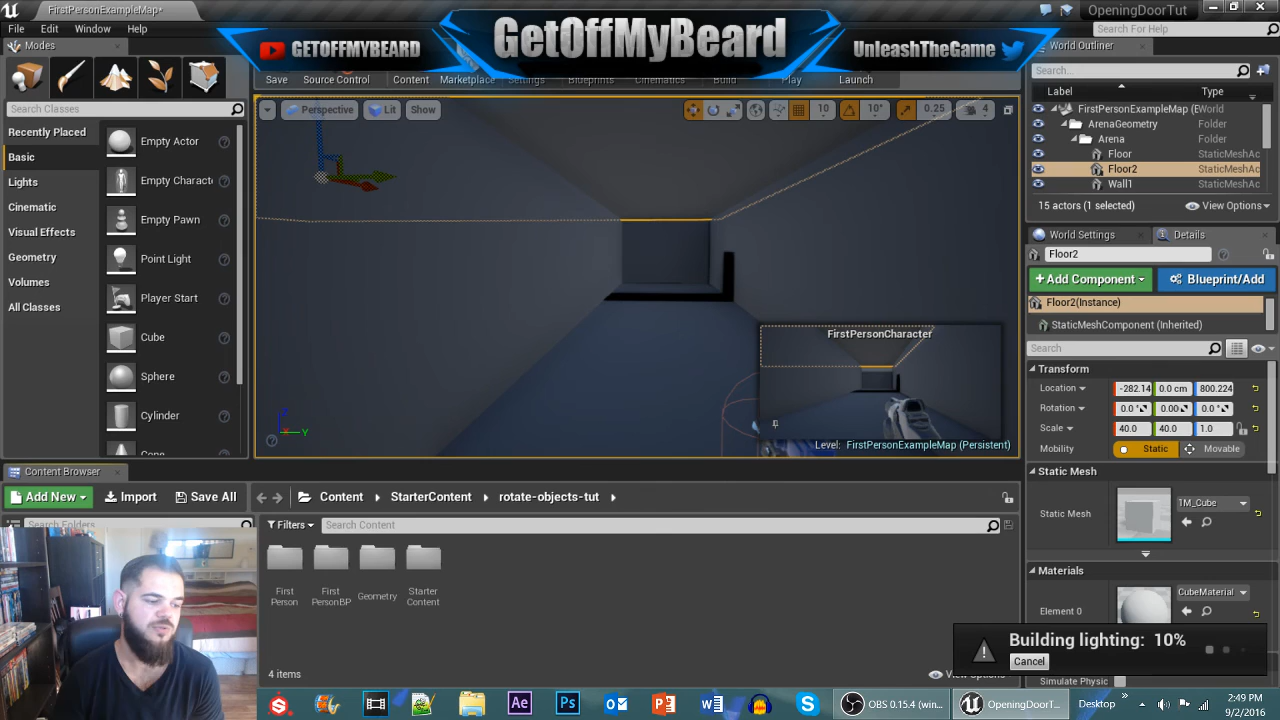 FirstPersonExampleMap*
OpeningDoorTut
File Edit Window Help
Search For Help
GETOFFMYBEARD
GetOffMyBeard
UnleashTheGame
Modes
World Outliner
Save Source Control Content Marketplace Settings Blueprints Cinematics Build Play Launch
Search Classes
Search...
Label Type
Perspective Lit Show
10 10° 0.25 4
FirstPersonExampleMap (E World
ArenaGeometry Folder
Arena Folder
Floor StaticMeshAc
Floor2 StaticMeshAc
Wall1 StaticMeshAc
15 actors (1 selected) View Options
Recently Placed
Basic
Lights
Cinematic
Visual Effects
Geometry
Volumes
All Classes
Empty Actor
Empty Charact
Empty Pawn
Point Light
Player Start
Cube
Sphere
Cylinder
Cone
World Settings Details
Floor2
+Add Component Blueprint/Add
Floor2(Instance)
StaticMeshComponent (Inherited)
Search
Transform
Location -282.14 0.0 cm 800.224
Rotation 0.0 ° 0.00 0.0 °
Scale 40.0 40.0 1.0
Mobility Static Movable
Static Mesh
Static Mesh 1M_Cube
Materials
Element 0 CubeMaterial
Simulate Physics
FirstPersonCharacter
Z
X Y
Level: FirstPersonExampleMap (Persistent)
Content Browser
Add New Import Save All
Content StarterContent rotate-objects-tut
Search Folders
Filters Search Content
First Person
First PersonBP
Geometry
Starter Content
4 items
View Options
Building lighting: 10%
Cancel
OBS 0.15.4 (win...
OpeningDoorT...
Desktop
2:49 PM
9/2/2016